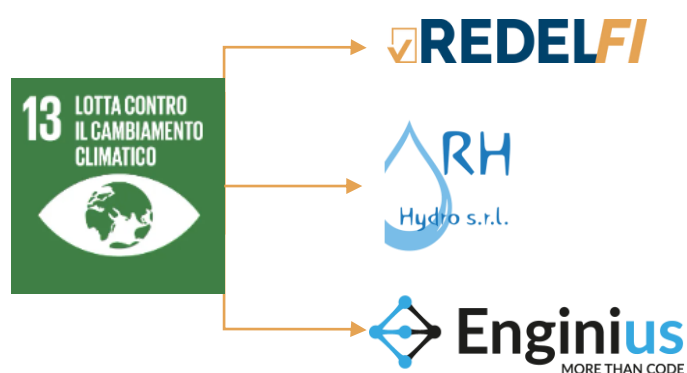 REDELFI
13 LOTTA CONTRO
IL CAMBIAMENTO
CLIMATICO
RH
Hydro s.r.l.
Enginius
MORE THAN CODE